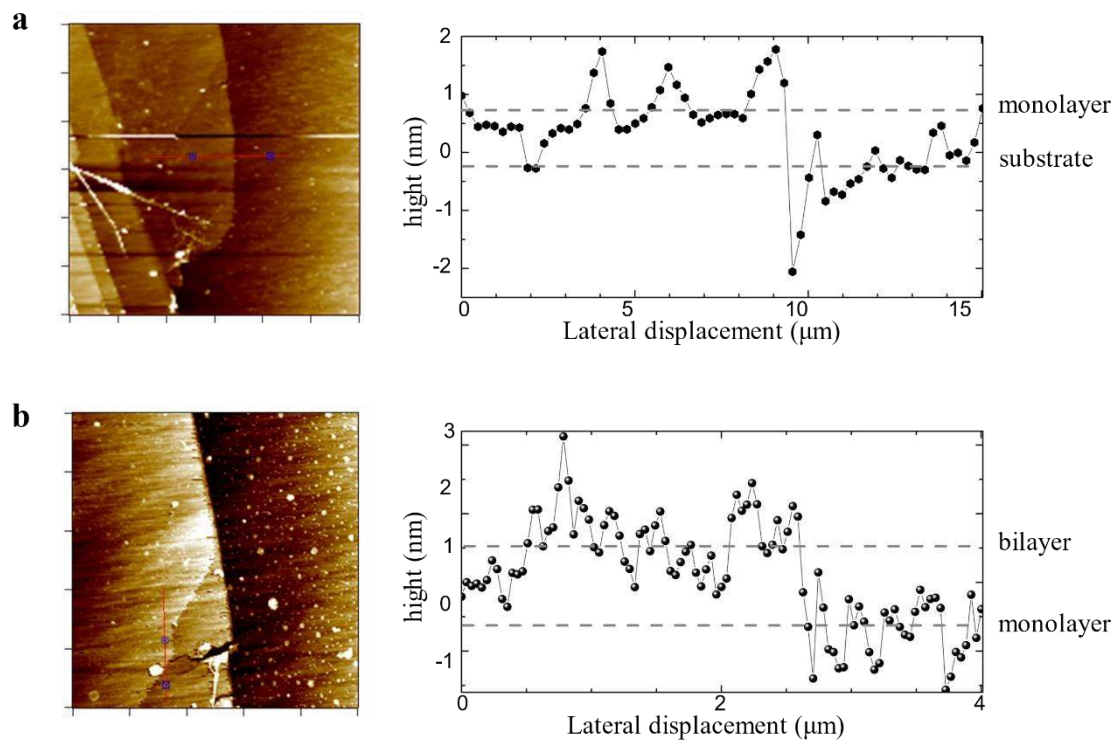 a
2
1
0
-1
-2
hight (nm)
monolayer
substrate
0
5
10
15
Lateral displacement (μm)
b
3
2
1
0
-1
hight (nm)
bilayer
monolayer
0
2
4
Lateral displacement (μm)